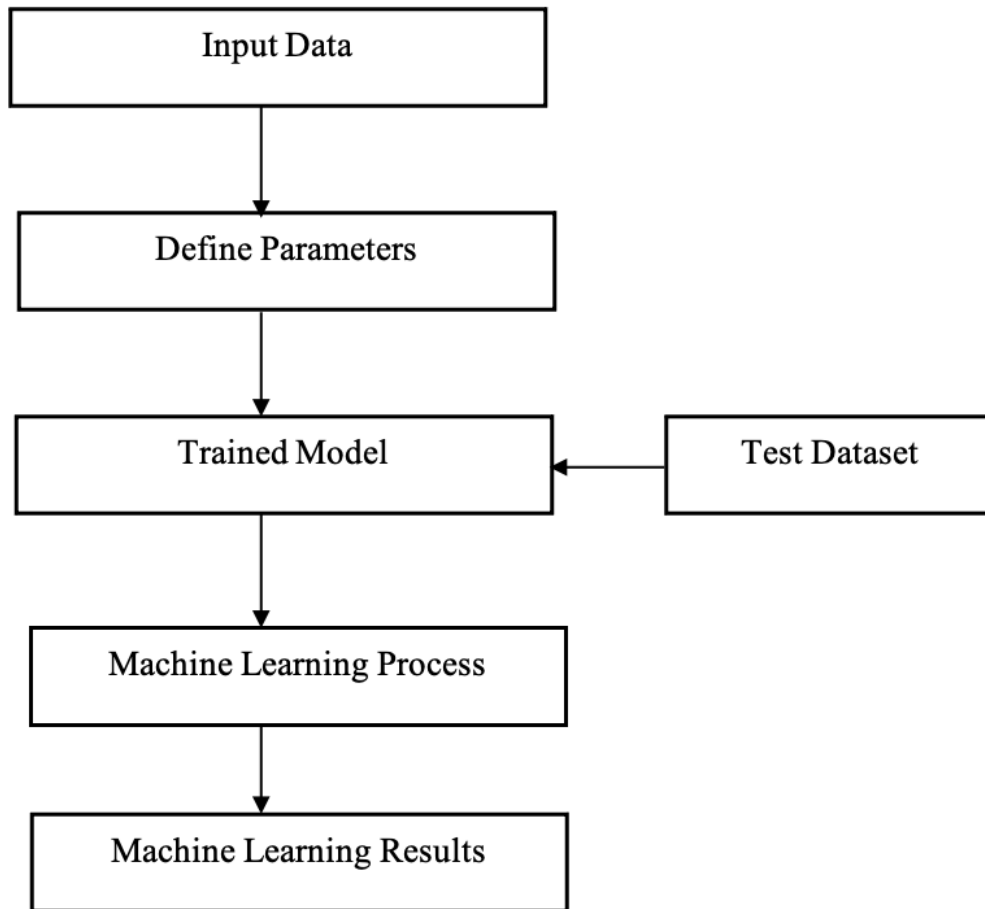 Input Data
Define Parameters
Trained Model
Test Dataset
Machine Learning Process
Machine Learning Results